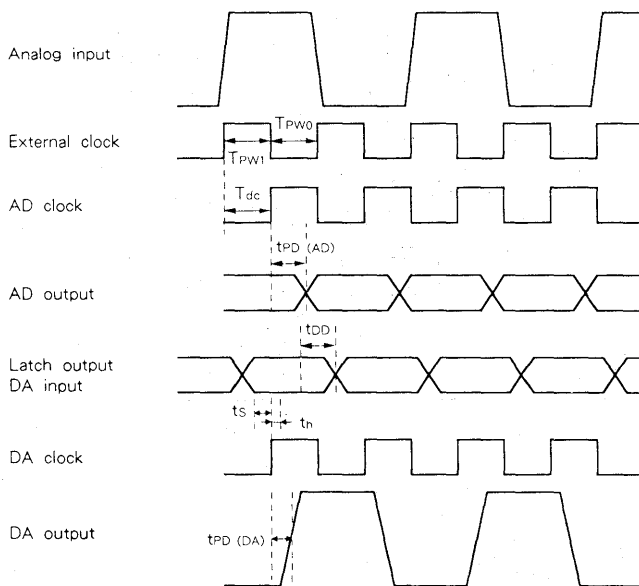 Analog input
TPW0
External clock
TPW1
Tdc
AD clock
tPD (AD)
AD output
tDD
Latch output
DA input
ts
th
DA clock
DA output
tPD (DA)